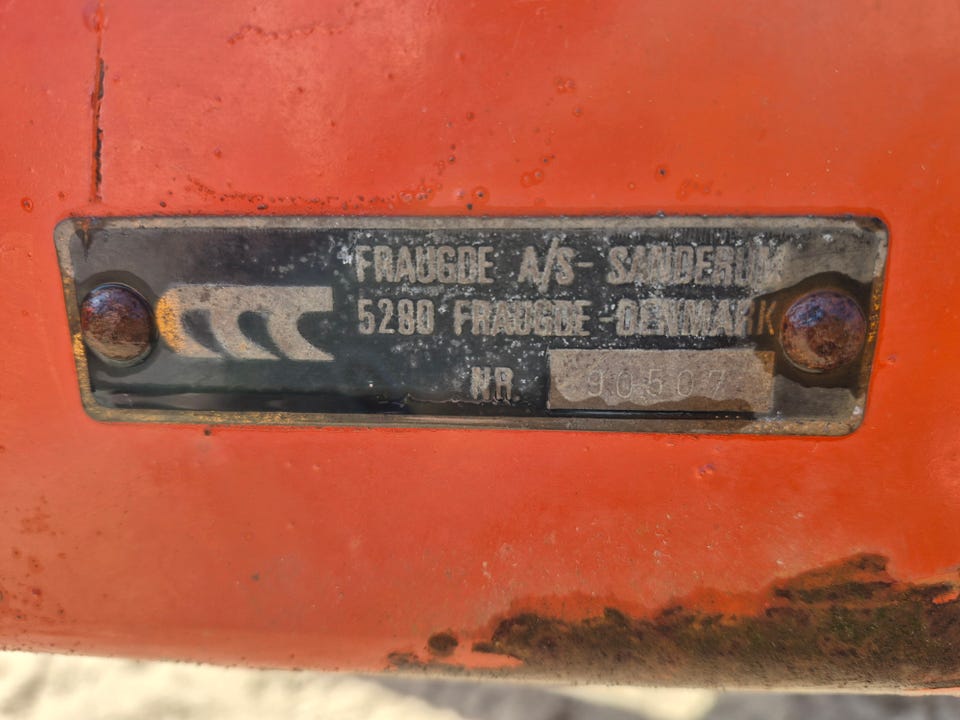 FRAUGDE A/S - SANDERUM
5280 FRAUGDE - DENMARK
NR. 90507